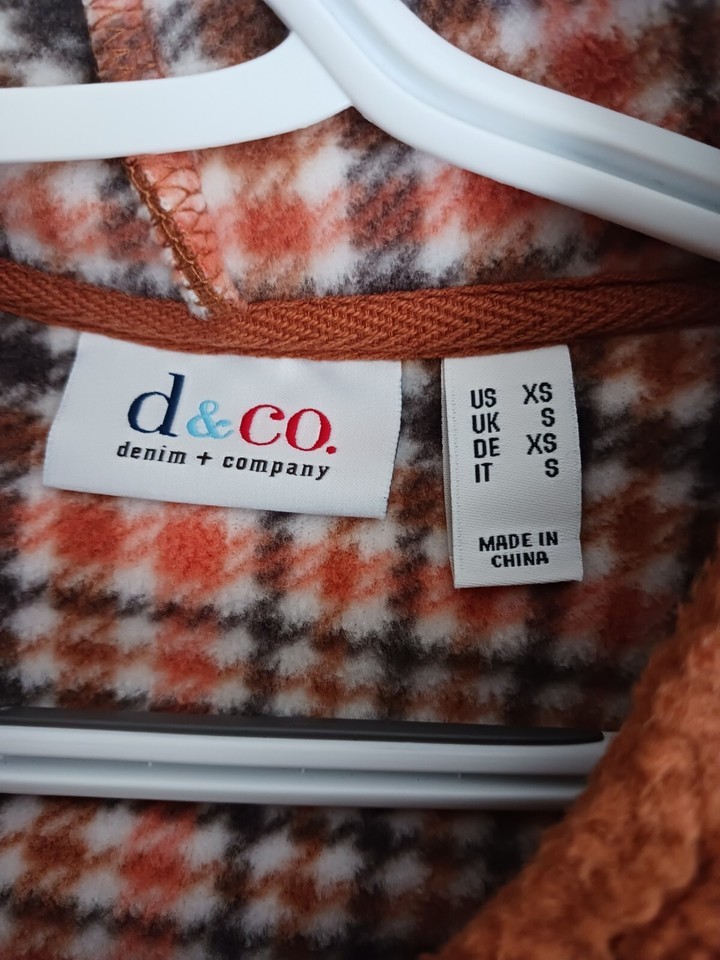 d&co.
denim + company
US XS
UK S
DE XS
IT S
MADE IN
CHINA